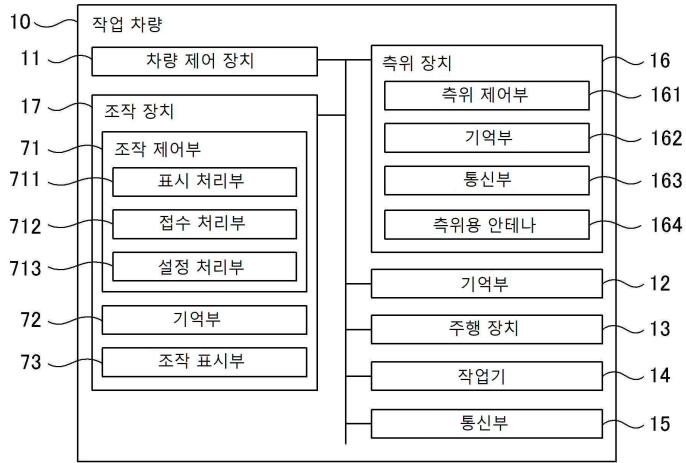 10 작업 차량
11 차량 제어 장치
17 조작 장치
71 조작 제어부
711 표시 처리부
712 접수 처리부
713 설정 처리부
72 기억부
73 조작 표시부
측위 장치 16
측위 제어부 161
기억부 162
통신부 163
측위용 안테나 164
기억부 12
주행 장치 13
작업기 14
통신부 15